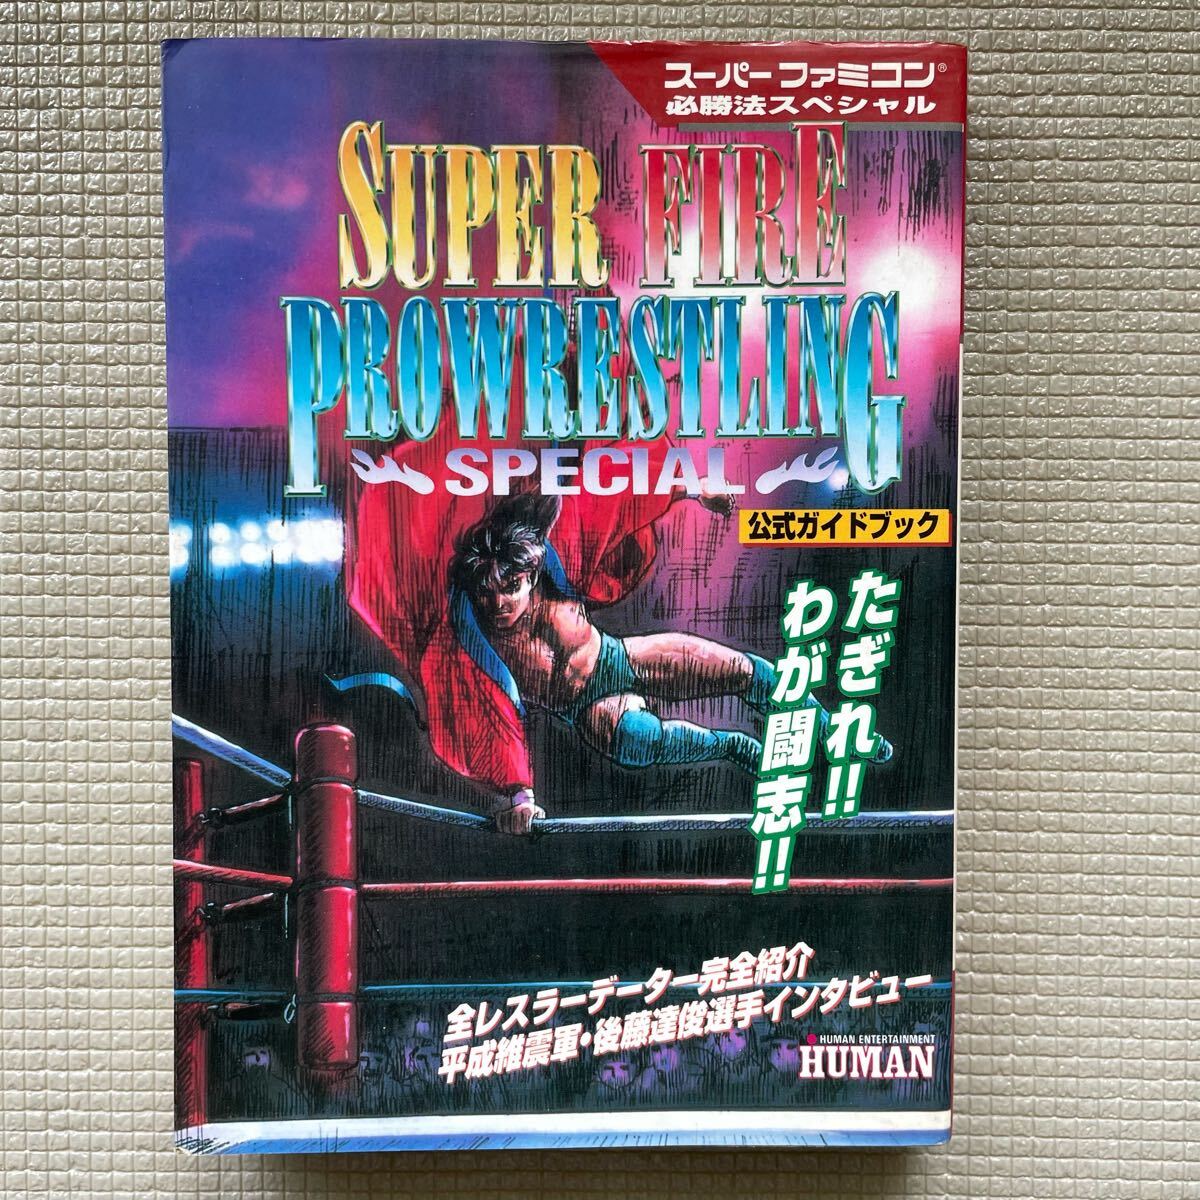 スーパーファミコン®
必勝法スペシャル
SUPER FIRE
PROWRESTLING
SPECIAL
公式ガイドブック
たぎれ!!
わが闘志!!
全レスラーデーター完全紹介
平成維震軍・後藤達俊選手インタビュー
HUMAN ENTERTAINMENT
HUMAN